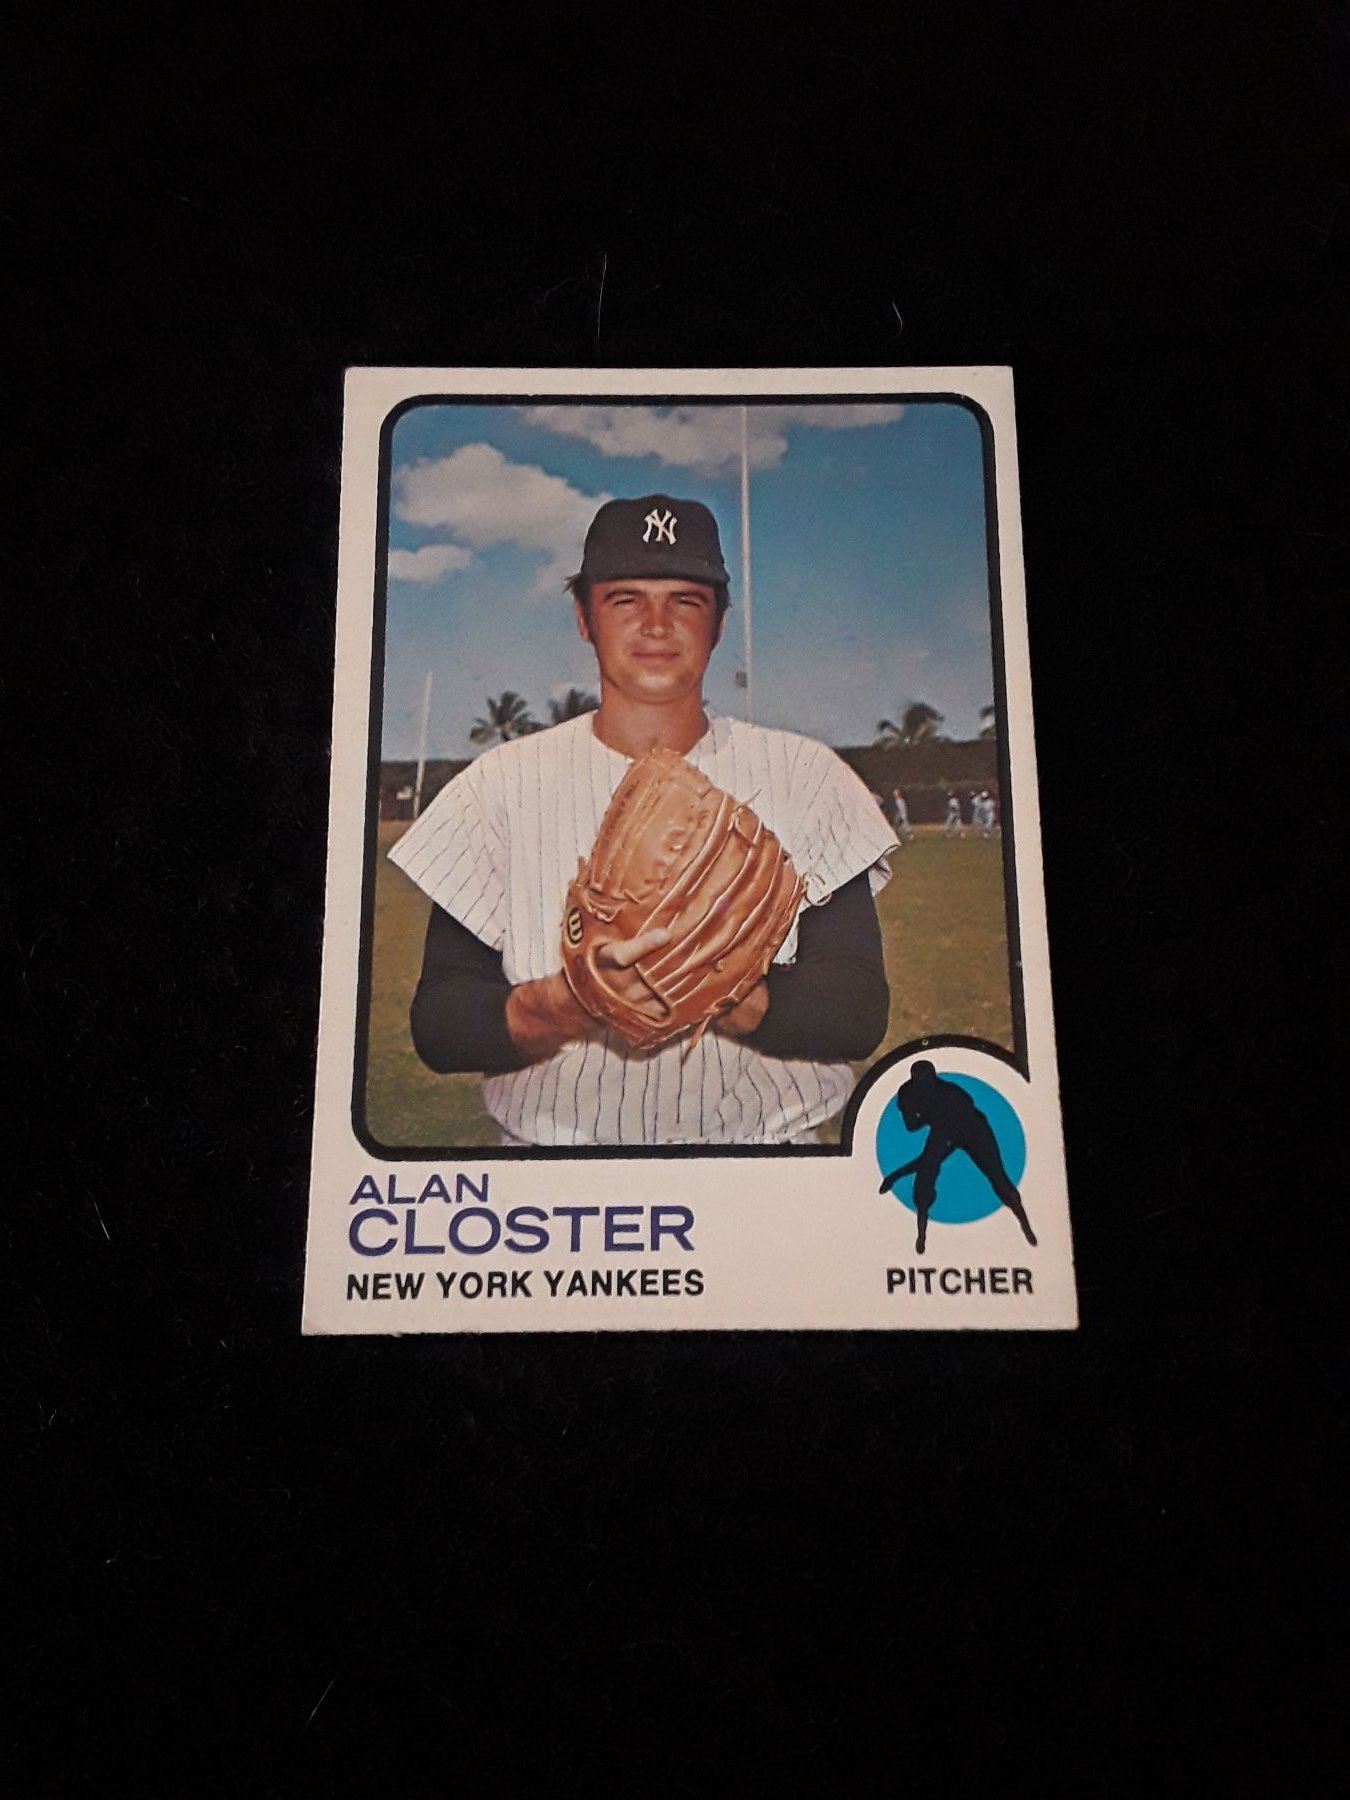 NY
ALAN
CLOSTER
NEW YORK YANKEES
PITCHER